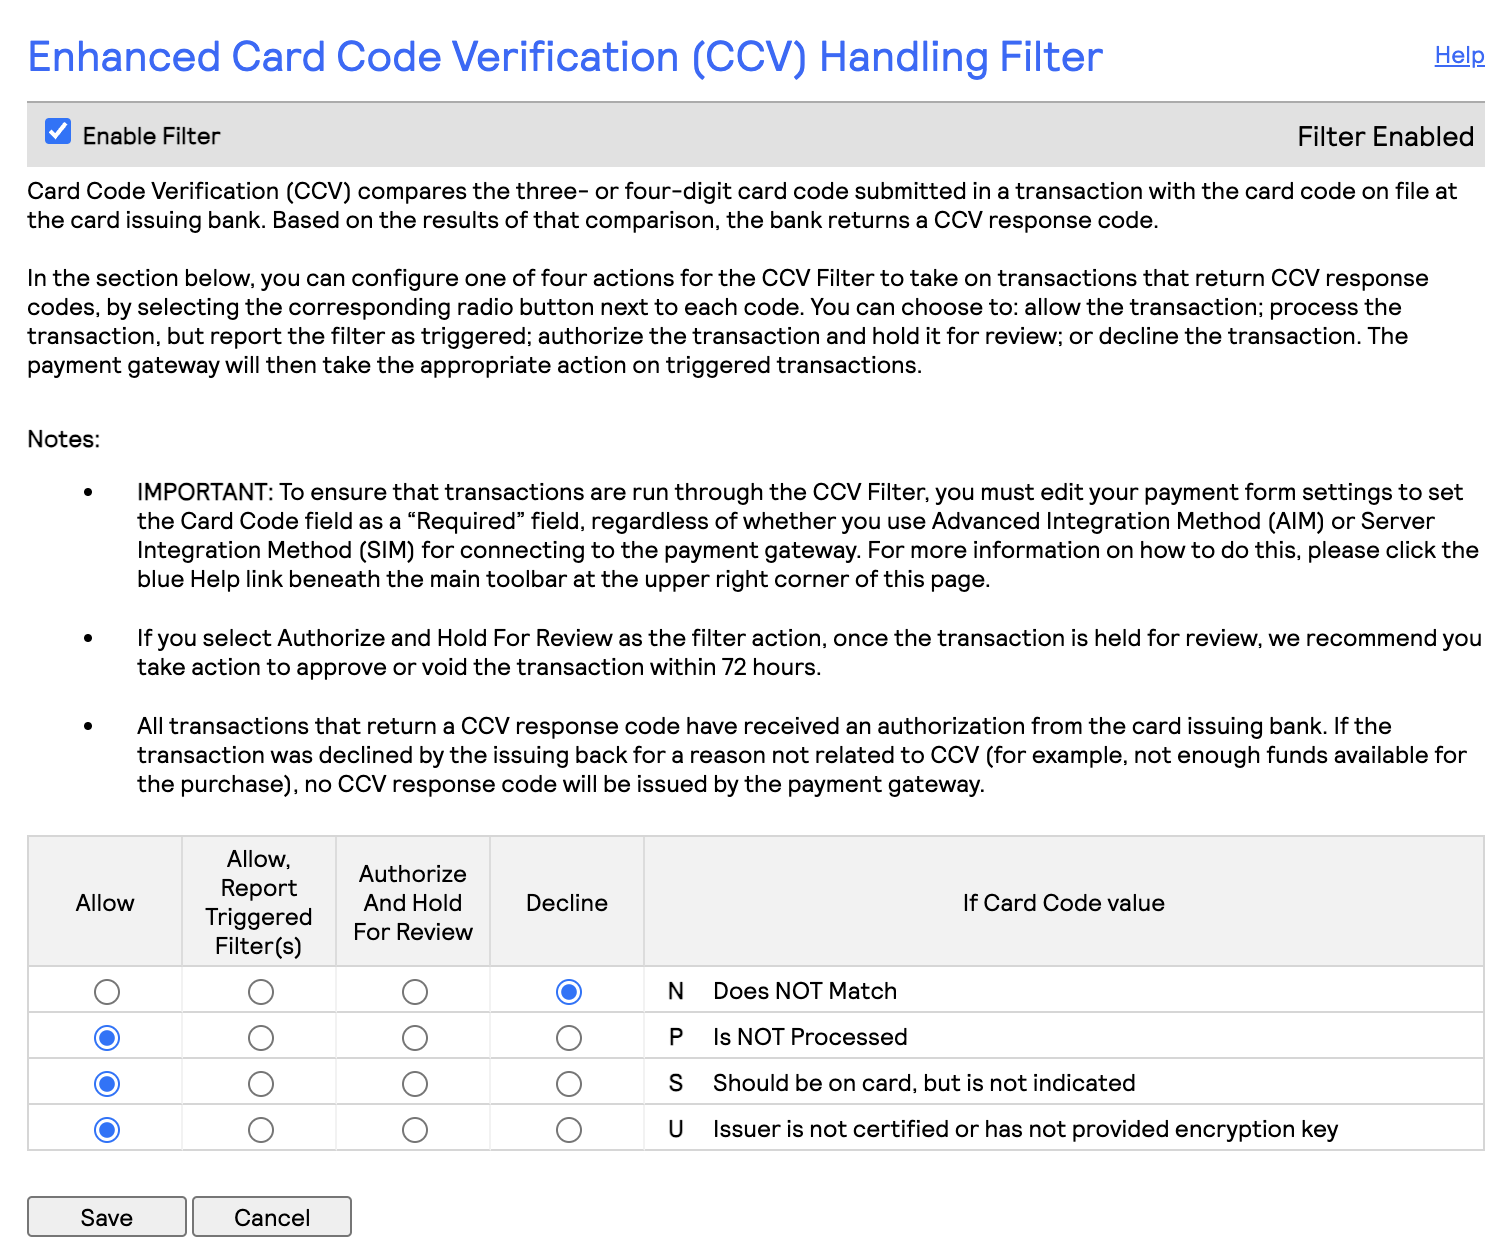 Enhanced Card Code Verification (CCV) Handling Filter
Help
Enable Filter
Filter Enabled
Card Code Verification (CCV) compares the three- or four-digit card code submitted in a transaction with the card code on file at
the card issuing bank. Based on the results of that comparison, the bank returns a CCV response code.
In the section below, you can configure one of four actions for the CCV Filter to take on transactions that return CCV response
codes, by selecting the corresponding radio button next to each code. You can choose to: allow the transaction; process the
transaction, but report the filter as triggered; authorize the transaction and hold it for review; or decline the transaction. The
payment gateway will then take the appropriate action on triggered transactions.
Notes:
• IMPORTANT: To ensure that transactions are run through the CCV Filter, you must edit your payment form settings to set
the Card Code field as a “Required” field, regardless of whether you use Advanced Integration Method (AIM) or Server
Integration Method (SIM) for connecting to the payment gateway. For more information on how to do this, please click the
blue Help link beneath the main toolbar at the upper right corner of this page.
• If you select Authorize and Hold For Review as the filter action, once the transaction is held for review, we recommend you
take action to approve or void the transaction within 72 hours.
• All transactions that return a CCV response code have received an authorization from the card issuing bank. If the
transaction was declined by the issuing back for a reason not related to CCV (for example, not enough funds available for
the purchase), no CCV response code will be issued by the payment gateway.
Allow
Allow,
Report
Triggered
Filter(s)
Authorize
And Hold
For Review
Decline
If Card Code value
N Does NOT Match
P Is NOT Processed
S Should be on card, but is not indicated
U Issuer is not certified or has not provided encryption key
Save
Cancel